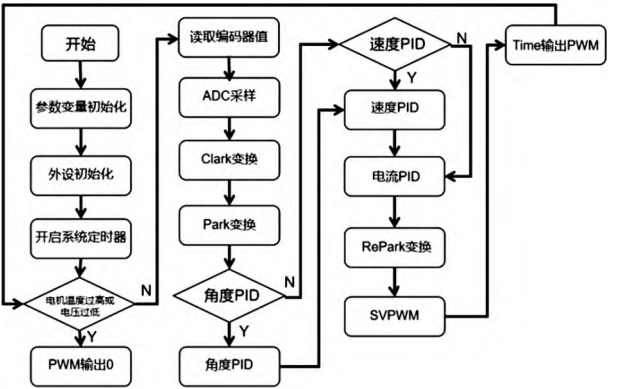 开始
参数变量初始化
外设初始化
开启系统定时器
电机温度过高或
电压过低
N
Y
PWM输出0
读取编码器值
ADC采样
Clark变换
Park变换
角度PID
N
Y
角度PID
速度PID
N
Y
速度PID
电流PID
RePark变换
SVPWM
Time输出PWM